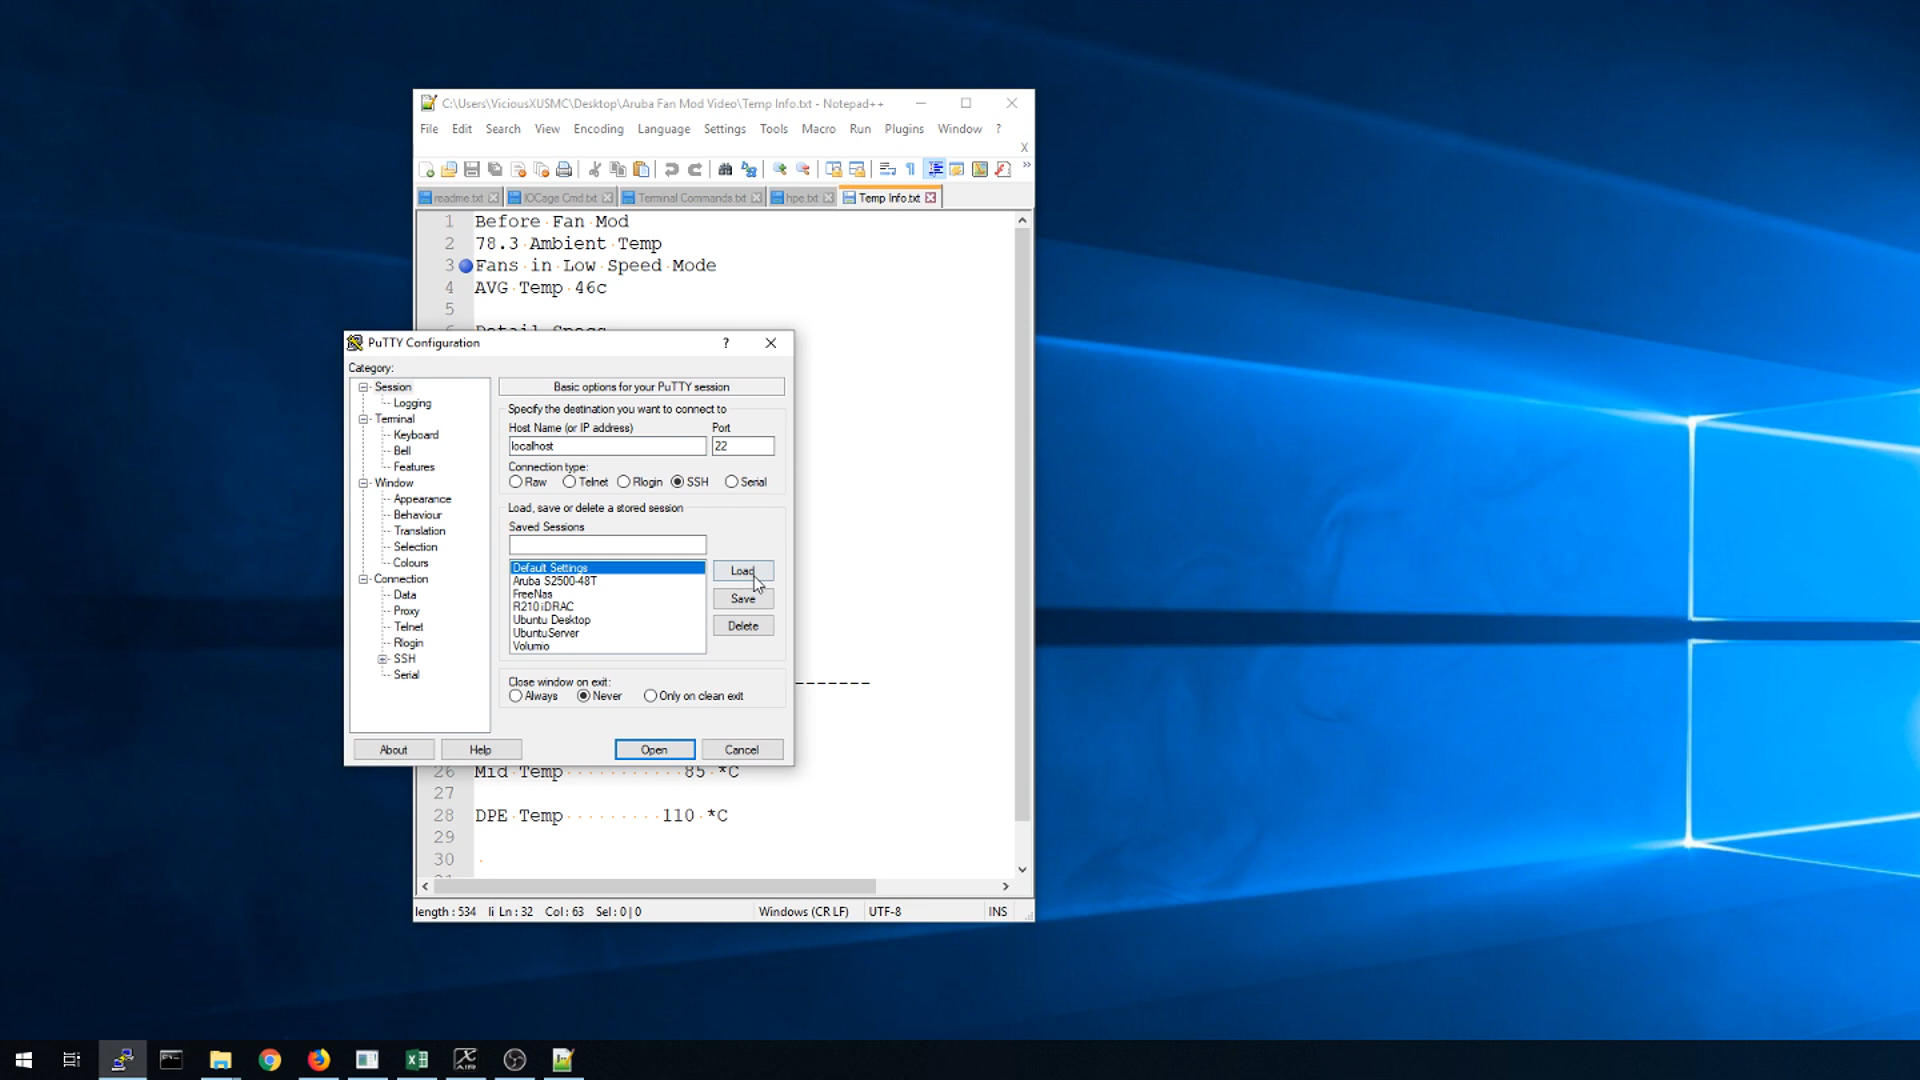 C:\Users\ViciousXUSMC\Desktop\Aruba Fan Mod Video\Temp Info.txt - Notepad++
File Edit Search View Encoding Language Settings Tools Macro Run Plugins Window ?
X
readme.txt IOCage Cmd.txt Terminal Commands.txt hpe.txt Temp Info.txt
1 Before Fan Mod
2 78.3 Ambient Temp
3 Fans in Low Speed Mode
4 AVG Temp 46c
5
6 Detail Specs
PuTTY Configuration ?
Category:
Session
Logging
Terminal
Keyboard
Bell
Features
Window
Appearance
Behaviour
Translation
Selection
Colours
Connection
Data
Proxy
Telnet
Rlogin
SSH
Serial
Basic options for your PuTTY session
Specify the destination you want to connect to
Host Name (or IP address) Port
localhost 22
Connection type:
Raw Telnet Rlogin SSH Serial
Load, save or delete a stored session
Saved Sessions
Default Settings
Aruba S2500-48T
FreeNas
R210 iDRAC
Ubuntu Desktop
UbuntuServer
Volumio
Load
Save
Delete
Close window on exit:
Always Never Only on clean exit
About Help Open Cancel
-------
26 Mid Temp 85 *C
27
28 DPE Temp 110 *C
29
30
length : 534 li Ln : 32 Col : 63 Sel : 0 | 0 Windows (CR LF) UTF-8 INS